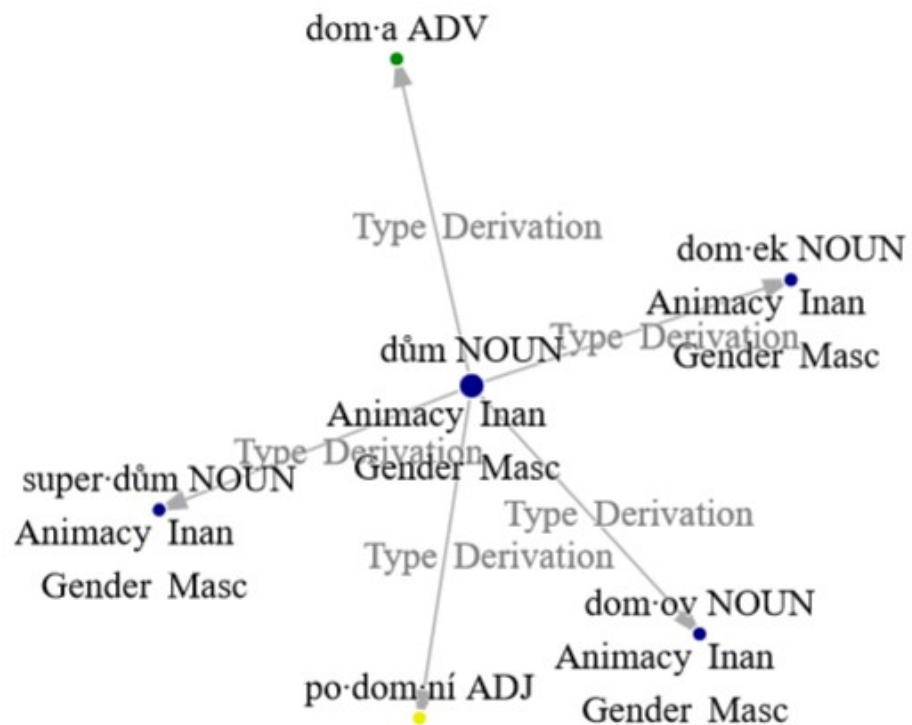 dom·a ADV
Type Derivation
dom·ek NOUN
Animacy Inan
Gender Masc
Type Derivation
dům NOUN
Animacy Inan
Gender Masc
Type Derivation
super·dům NOUN
Animacy Inan
Gender Masc
Type Derivation
Type Derivation
dom·ov NOUN
Animacy Inan
Gender Masc
po·dom·ní ADJ